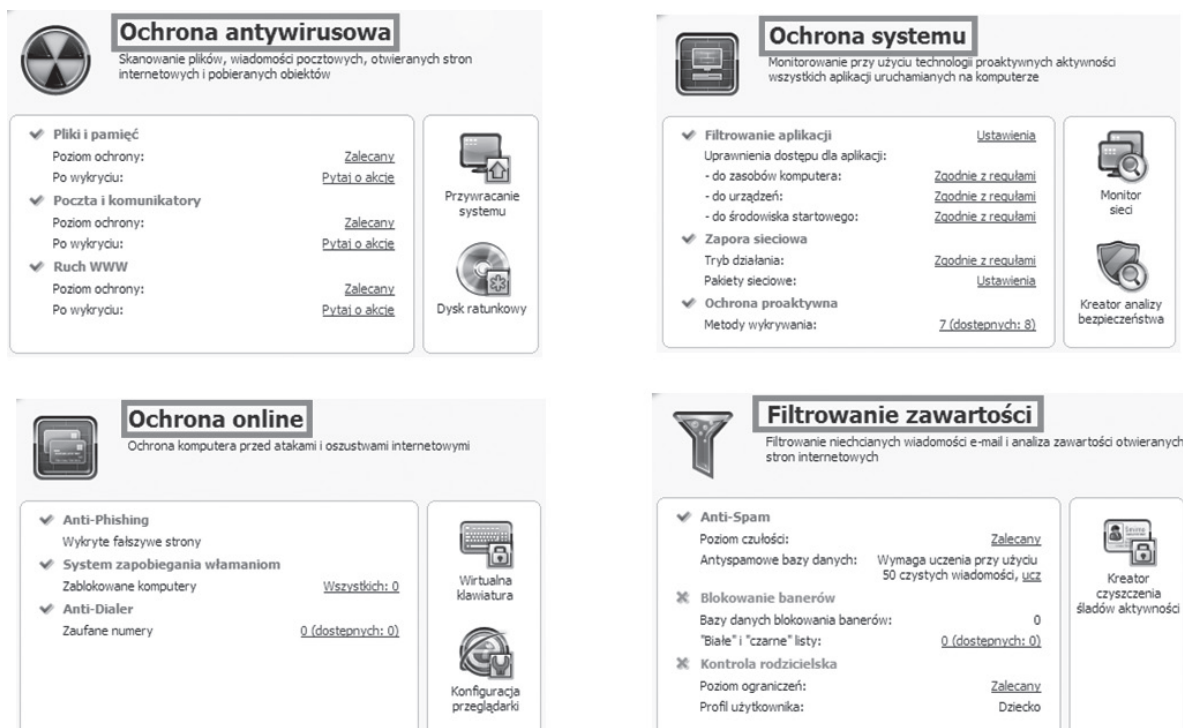 Ochrona antywirusowa
Skanowanie plików, wiadomości pocztowych, otwieranych stron
internetowych i pobieranych obiektów
Pliki i pamięć
Poziom ochrony: Zalecany
Po wykryciu: Pytaj o akcję
Poczta i komunikatory
Poziom ochrony: Zalecany
Po wykryciu: Pytaj o akcję
Ruch WWW
Poziom ochrony: Zalecany
Po wykryciu: Pytaj o akcję
Przywracanie
systemu
Dysk ratunkowy
Ochrona systemu
Monitorowanie przy użyciu technologii proaktywnych aktywności
wszystkich aplikacji uruchamianych na komputerze
Filtrowanie aplikacji Ustawienia
Uprawnienia dostępu dla aplikacji:
- do zasobów komputera: Zgodnie z regułami
- do urządzeń: Zgodnie z regułami
- do środowiska startowego: Zgodnie z regułami
Zapora sieciowa
Tryb działania: Zgodnie z regułami
Pakiety sieciowe: Ustawienia
Ochrona proaktywna
Metody wykrywania: 7 (dostępnych: 8)
Monitor
sieci
Kreator analizy
bezpieczeństwa
Ochrona online
Ochrona komputera przed atakami i oszustwami internetowymi
Anti-Phishing
Wykryte fałszywe strony
System zapobiegania włamaniom
Zablokowane komputery Wszystkich: 0
Anti-Dialer
Zaufane numery 0 (dostępnych: 0)
Wirtualna
klawiatura
Konfiguracja
przeglądarki
Filtrowanie zawartości
Filtrowanie niechcianych wiadomości e-mail i analiza zawartości otwieranych
stron internetowych
Anti-Spam
Poziom czułości: Zalecany
Antyspamowe bazy danych: Wymaga uczenia przy użyciu
50 czystych wiadomości, ucz
Blokowanie banerów
Bazy danych blokowania banerów: 0
"Białe" i "czarne" listy: 0 (dostępnych: 0)
Kontrola rodzicielska
Poziom ograniczeń: Zalecany
Profil użytkownika: Dziecko
Kreator
czyszczenia
śladów aktywności